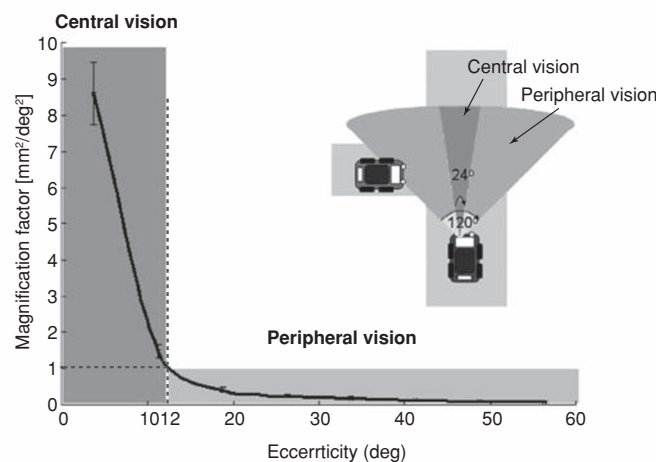 Central vision
10
9
8
7
6
5
4
3
2
1
0
Magnification factor [mm²/deg²]
Central vision
Peripheral vision
24°
120°
Peripheral vision
0 1012 20 30 40 50 60
Eccerrticity (deg)